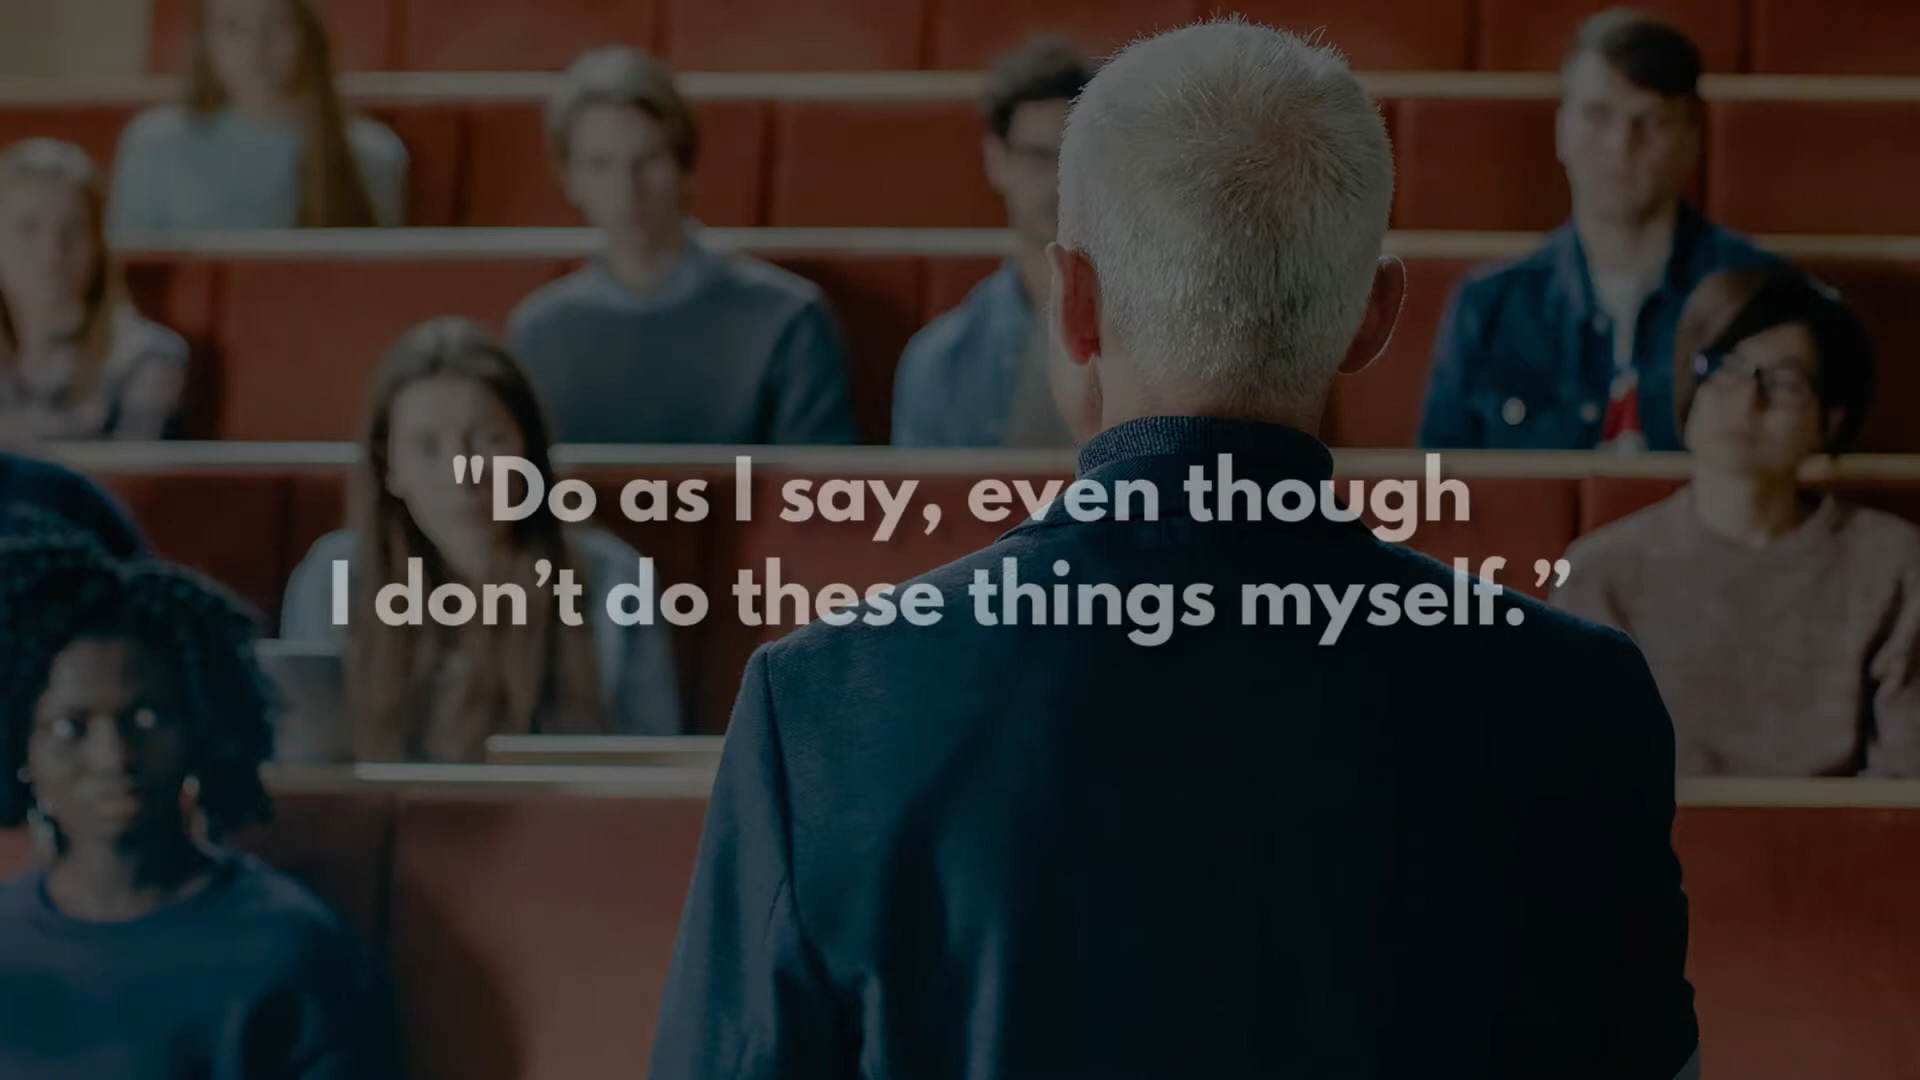 "Do as I say, even though
I don’t do these things myself.”